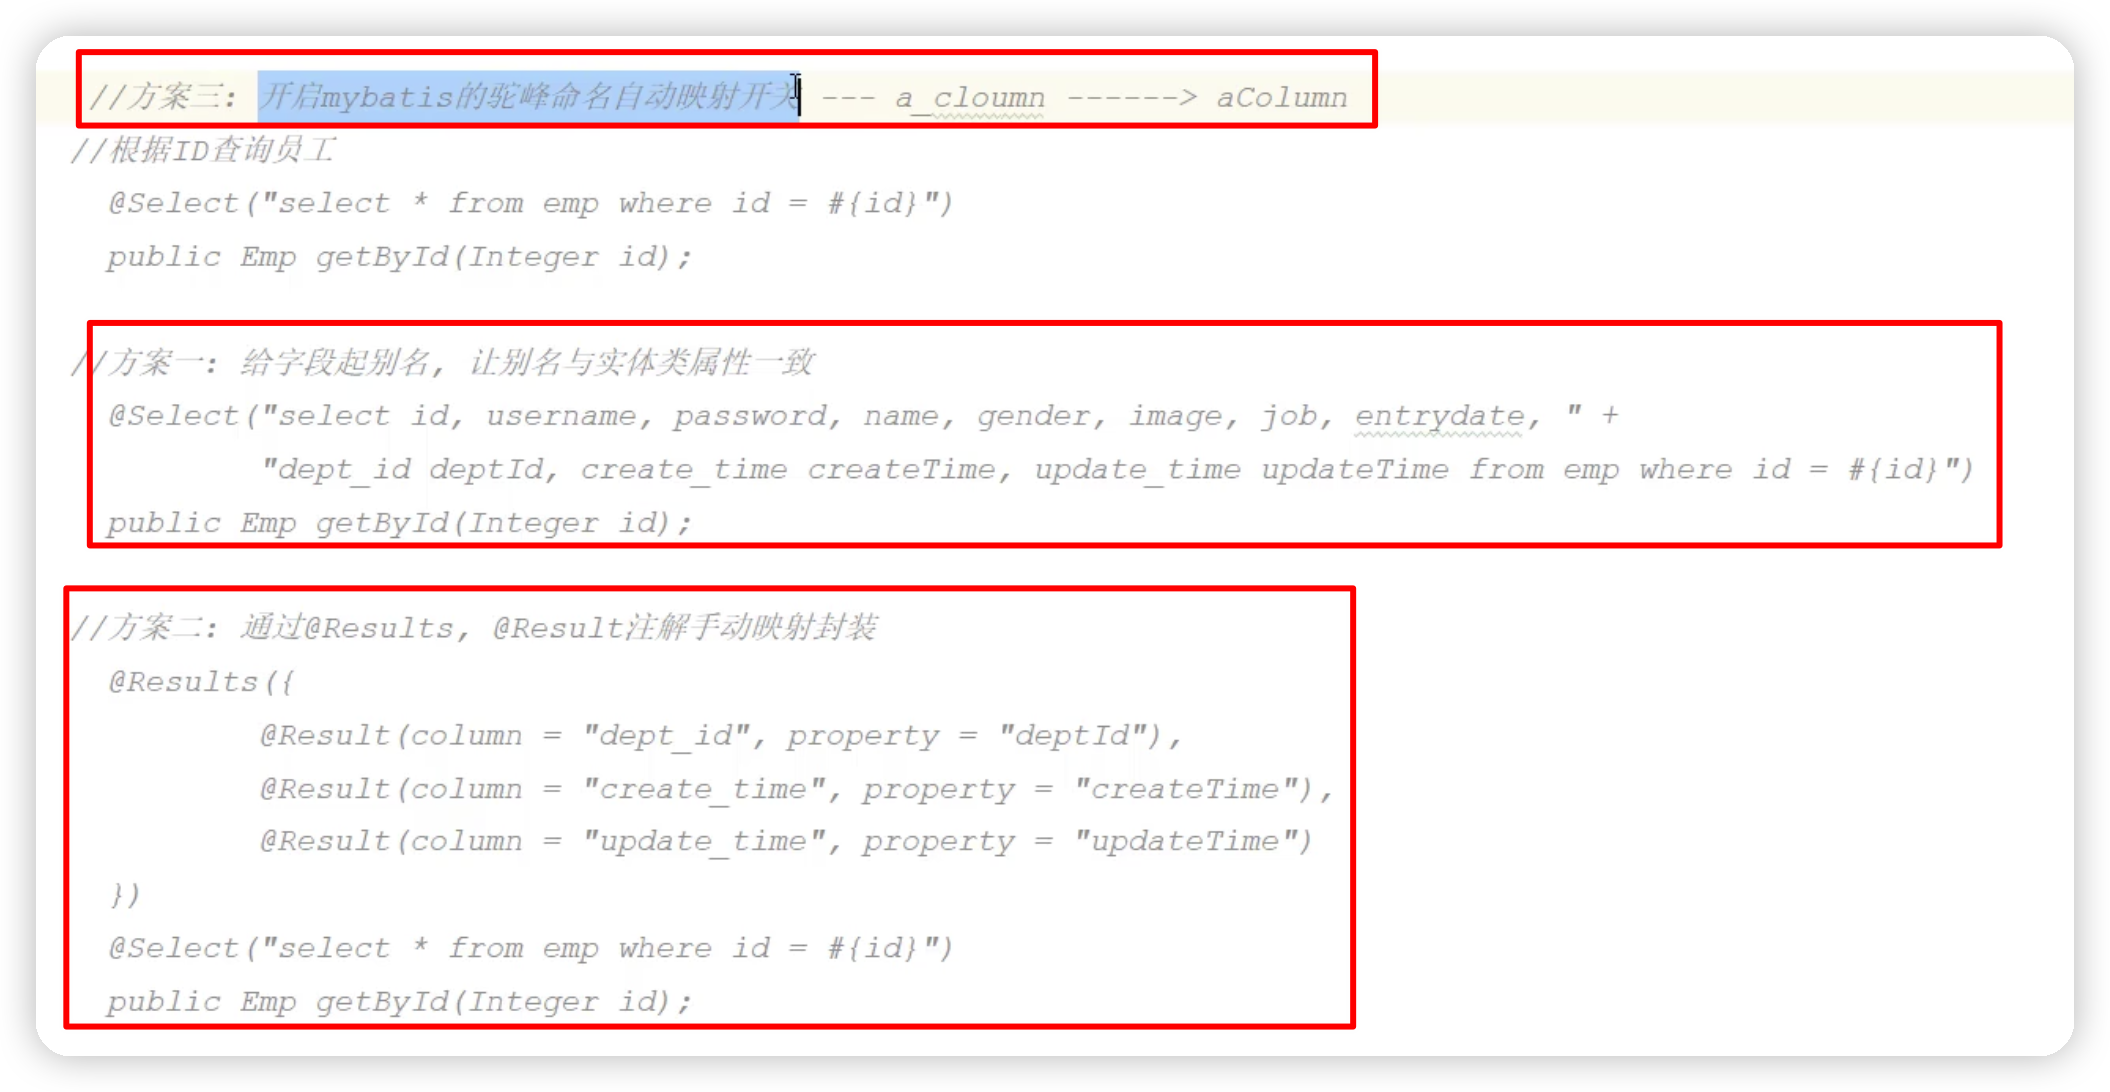 //方案三: 开启mybatis的驼峰命名自动映射开关 --- a_cloumn ------> aColumn
//根据ID查询员工
@Select("select * from emp where id = #{id}")
public Emp getById(Integer id);
//方案一: 给字段起别名, 让别名与实体类属性一致
@Select("select id, username, password, name, gender, image, job, entrydate, " +
"dept_id deptId, create_time createTime, update_time updateTime from emp where id = #{id}")
public Emp getById(Integer id);
//方案二: 通过@Results, @Result注解手动映射封装
@Results({
@Result(column = "dept_id", property = "deptId"),
@Result(column = "create_time", property = "createTime"),
@Result(column = "update_time", property = "updateTime")
})
@Select("select * from emp where id = #{id}")
public Emp getById(Integer id);